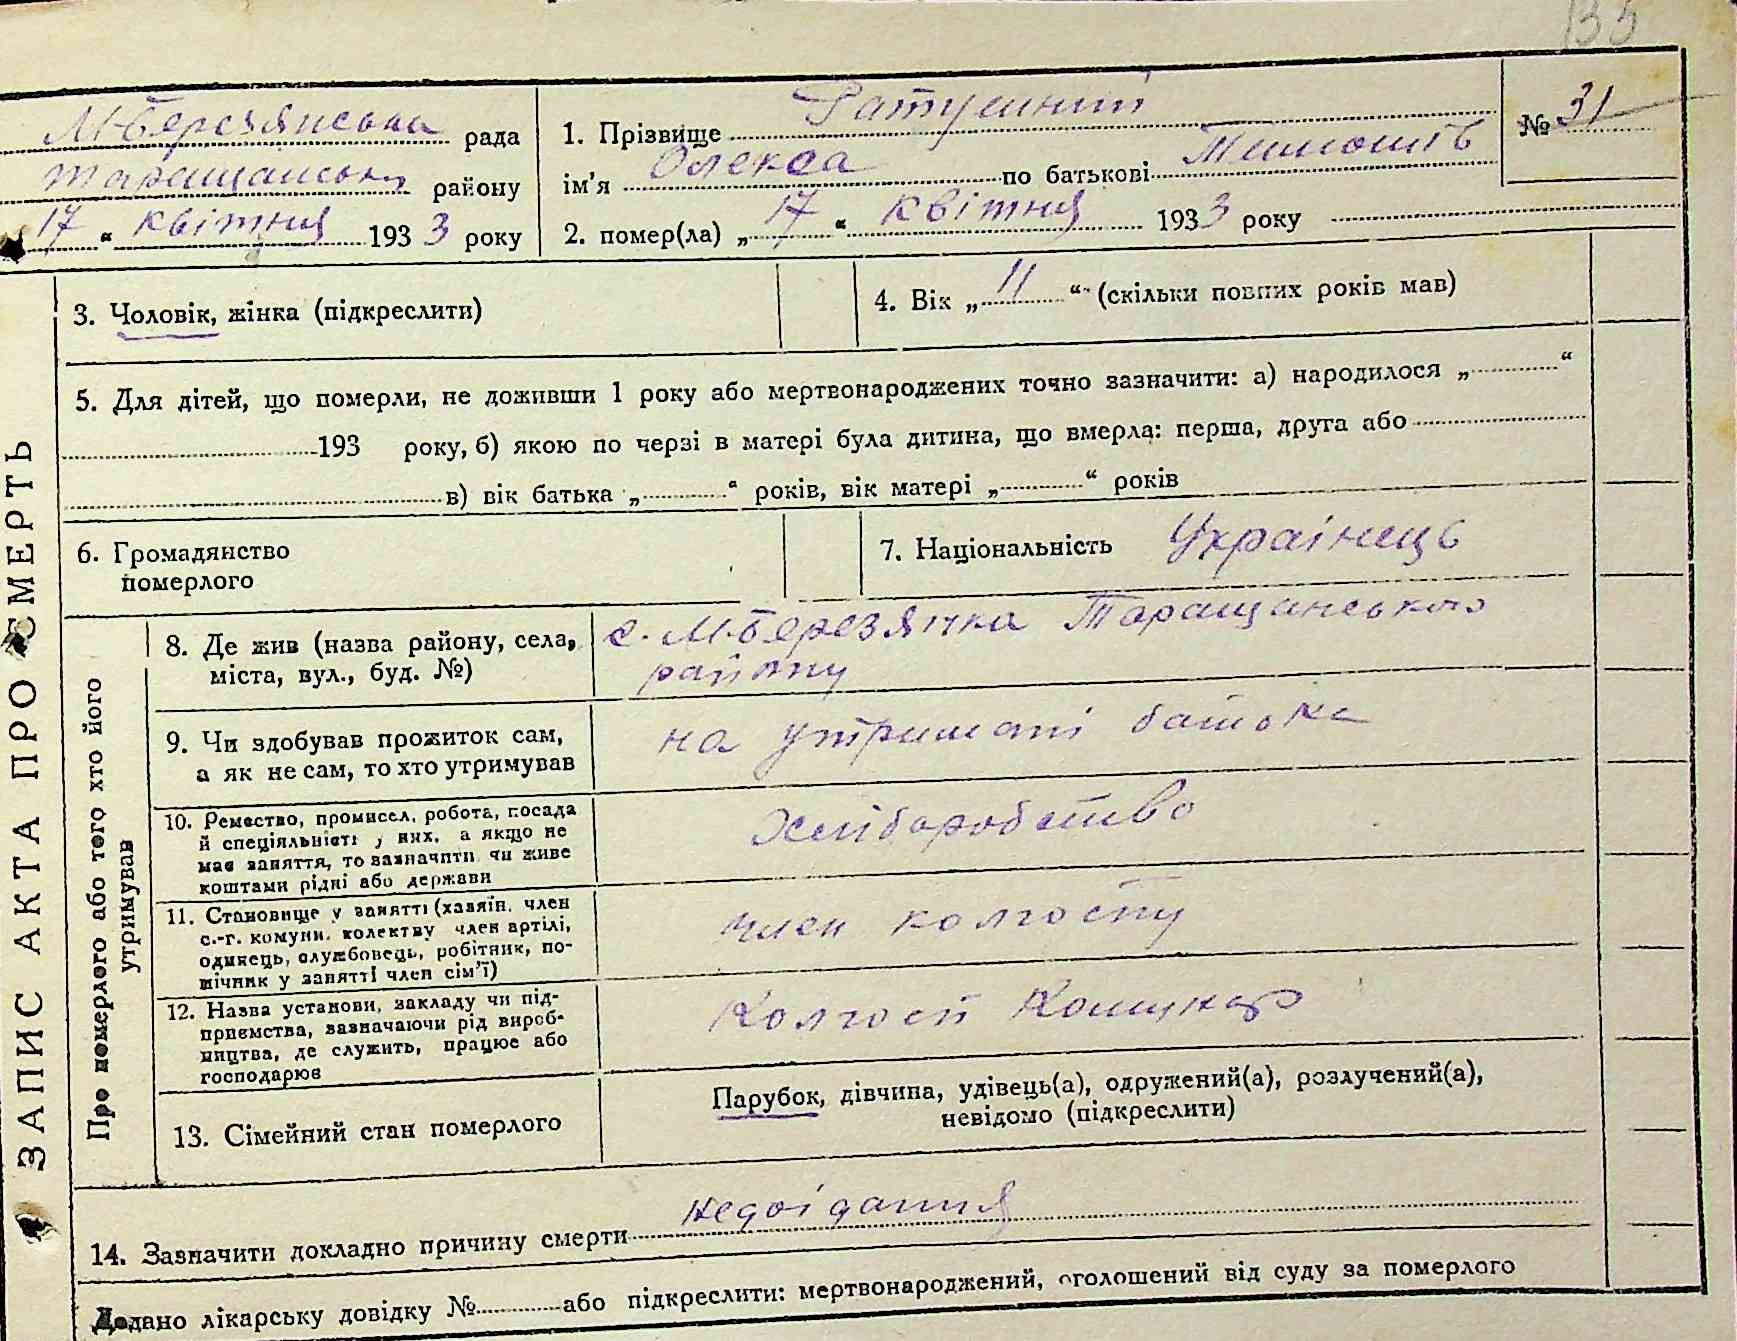 135
М-Березянська рада
Таращанськ району
17 “ квітня 1933 року
1. Прізвище Ратушний
ім'я Олекса по батькові Тимошів
№ 31
2. помер(ла) „ 17 “ квітня 1933 року
ЗАПИС АКТА ПРО СМЕРТЬ
3. Чоловік, жінка (підкреслити)
4. Вік „ 11 “ (скільки повних років мав)
5. Для дітей, що померли, не доживши 1 року або мертвонароджених точно зазначити: а) народилося „ “
193 року, б) якою по черзі в матері була дитина, що вмерла: перша, друга або
в) вік батька „ “ років, вік матері „ “ років
6. Громадянство
померлого
7. Національність Українець
Про померлого або того хто його
утримував
8. Де жив (назва району, села,
міста, вул., буд. №)
с. М-Березянка Таращанського
району
9. Чи здобував прожиток сам,
а як не сам, то хто утримував
на утримані батька
10. Ремество, промисел, робота, посада
й спеціяльність у них, а якщо не
має заняття, то зазначити чи живе
коштами рідні або держави
Хліборобство
11. Становище у занятті (хазяїн, член
с.-г. комуни, колективу член артілі,
одинець, службовець, робітник, по-
мічник у занятті член сім'ї)
член колгоспу
12. Назва установи, закладу чи під-
приємства, зазначаючи рід вироб-
ництва, де служить, працює або
господарює
Колгосп Комунар
13. Сімейний стан померлого
Парубок, дівчина, удівець(а), одружений(а), розлучений(а),
невідомо (підкреслити)
14. Зазначити докладно причину смерти недоїдання
Додано лікарську довідку № або підкреслити: мертвонароджений, оголошений від суду за померлого